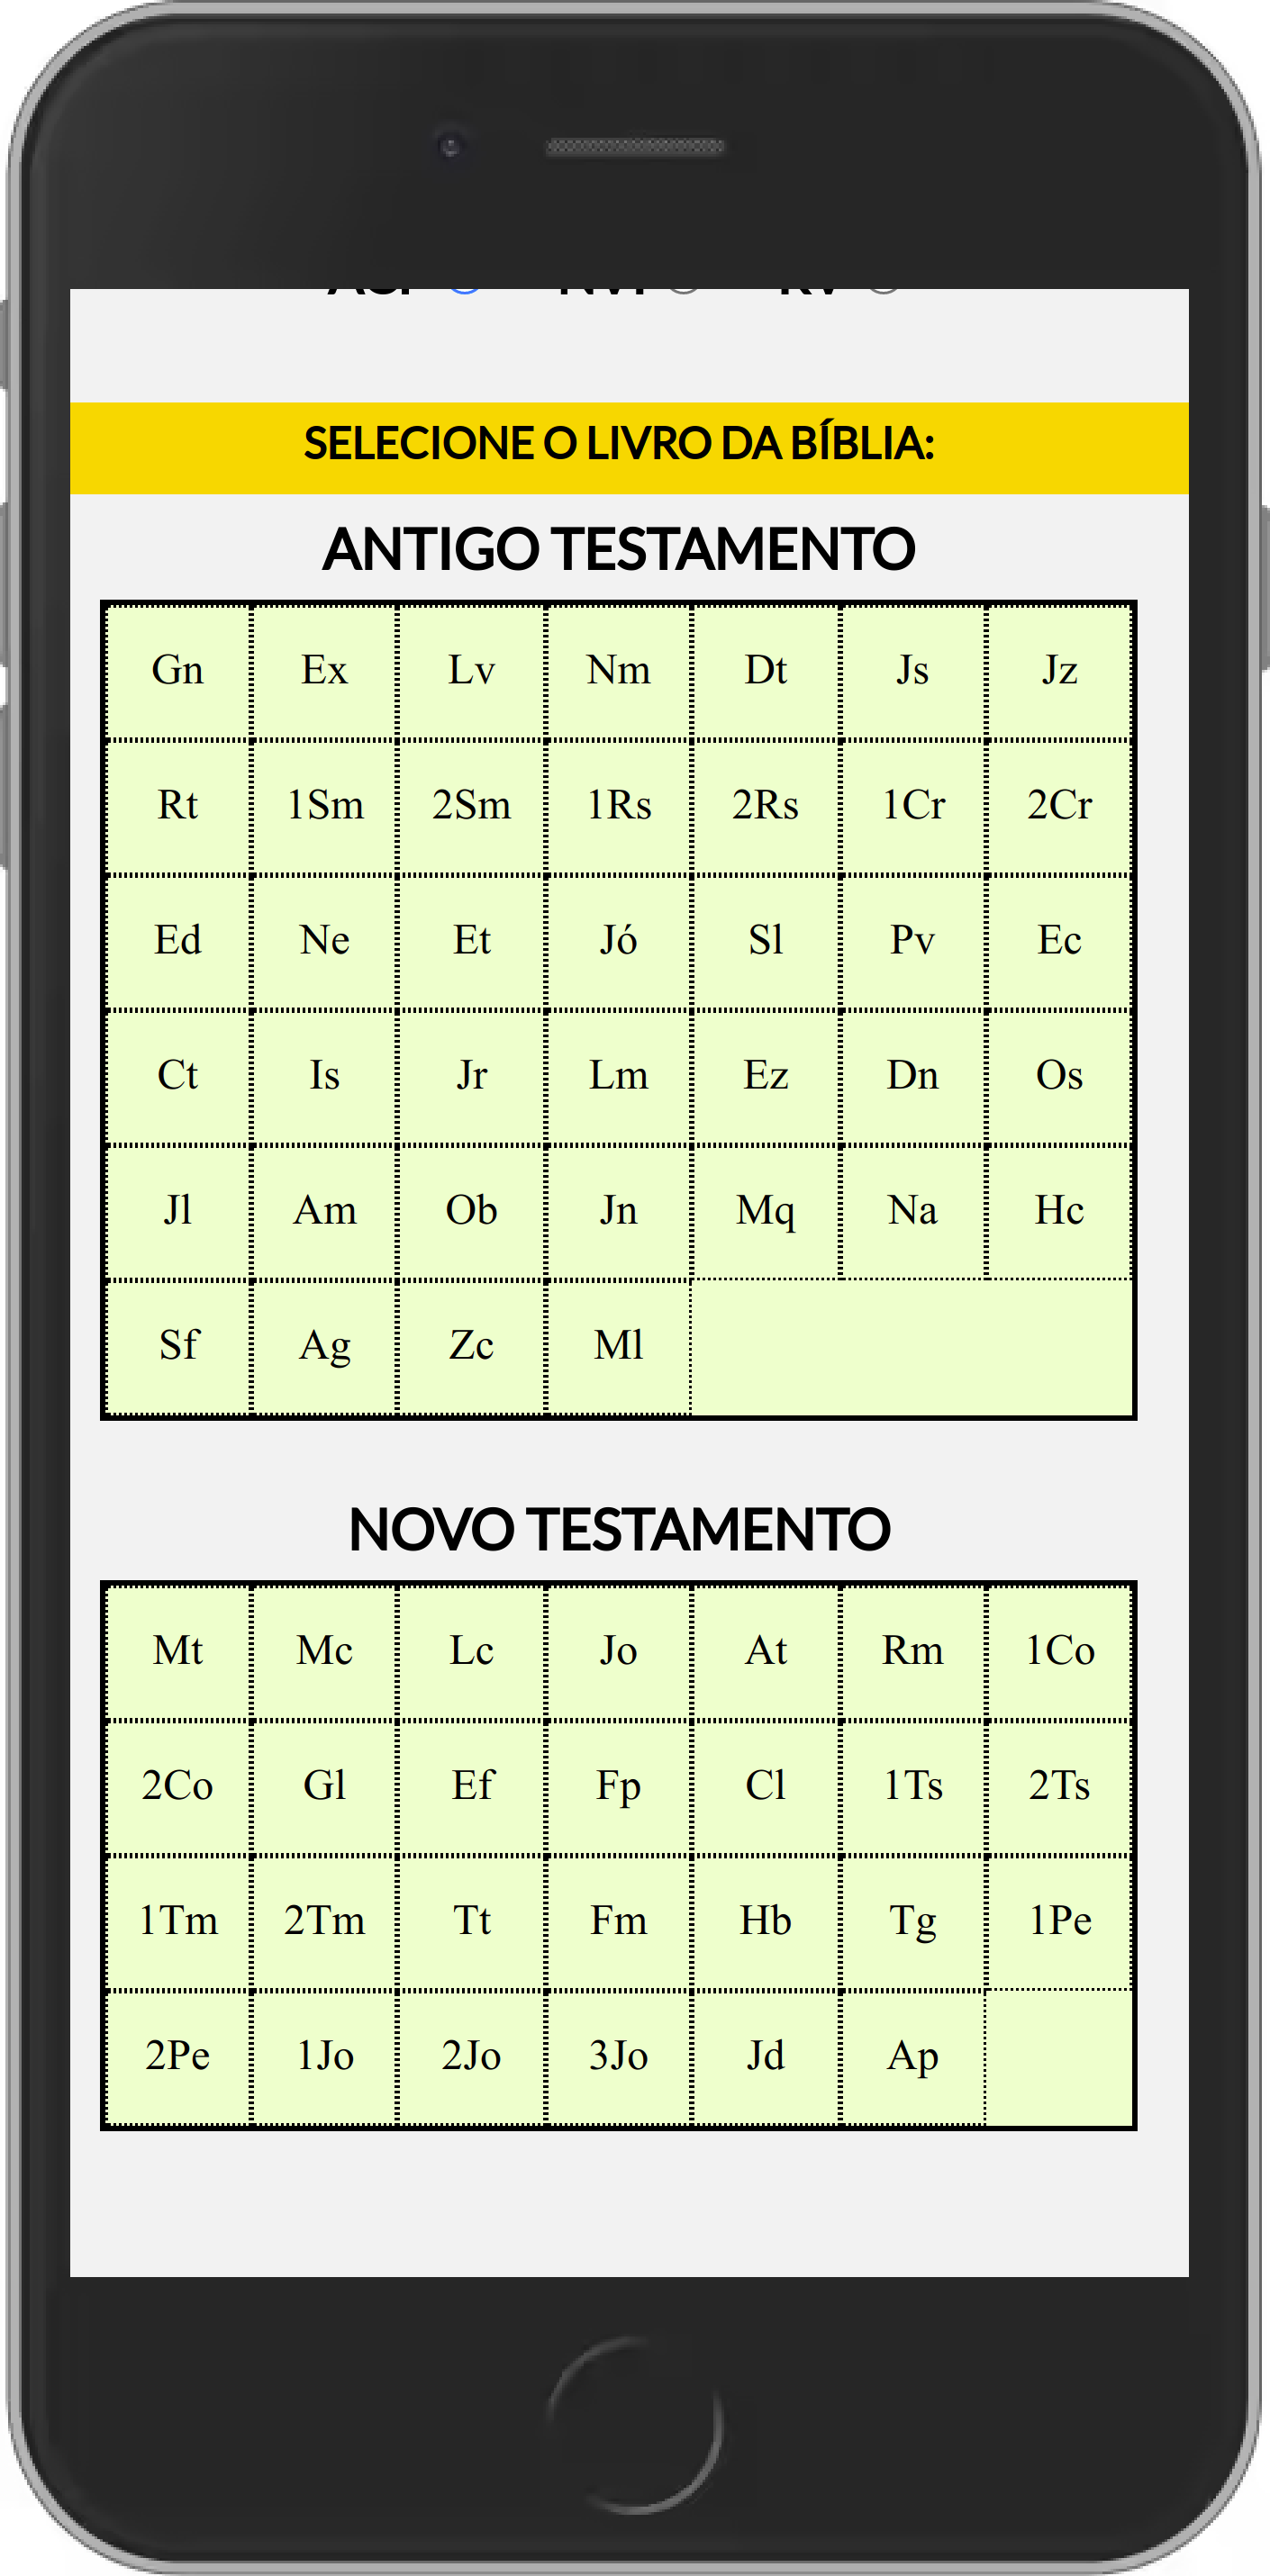 SELECIONE O LIVRO DA BÍBLIA:
ANTIGO TESTAMENTO
Gn Ex Lv Nm Dt Js Jz
Rt 1Sm 2Sm 1Rs 2Rs 1Cr 2Cr
Ed Ne Et Jó Sl Pv Ec
Ct Is Jr Lm Ez Dn Os
Jl Am Ob Jn Mq Na Hc
Sf Ag Zc Ml
NOVO TESTAMENTO
Mt Mc Lc Jo At Rm 1Co
2Co Gl Ef Fp Cl 1Ts 2Ts
1Tm 2Tm Tt Fm Hb Tg 1Pe
2Pe 1Jo 2Jo 3Jo Jd Ap